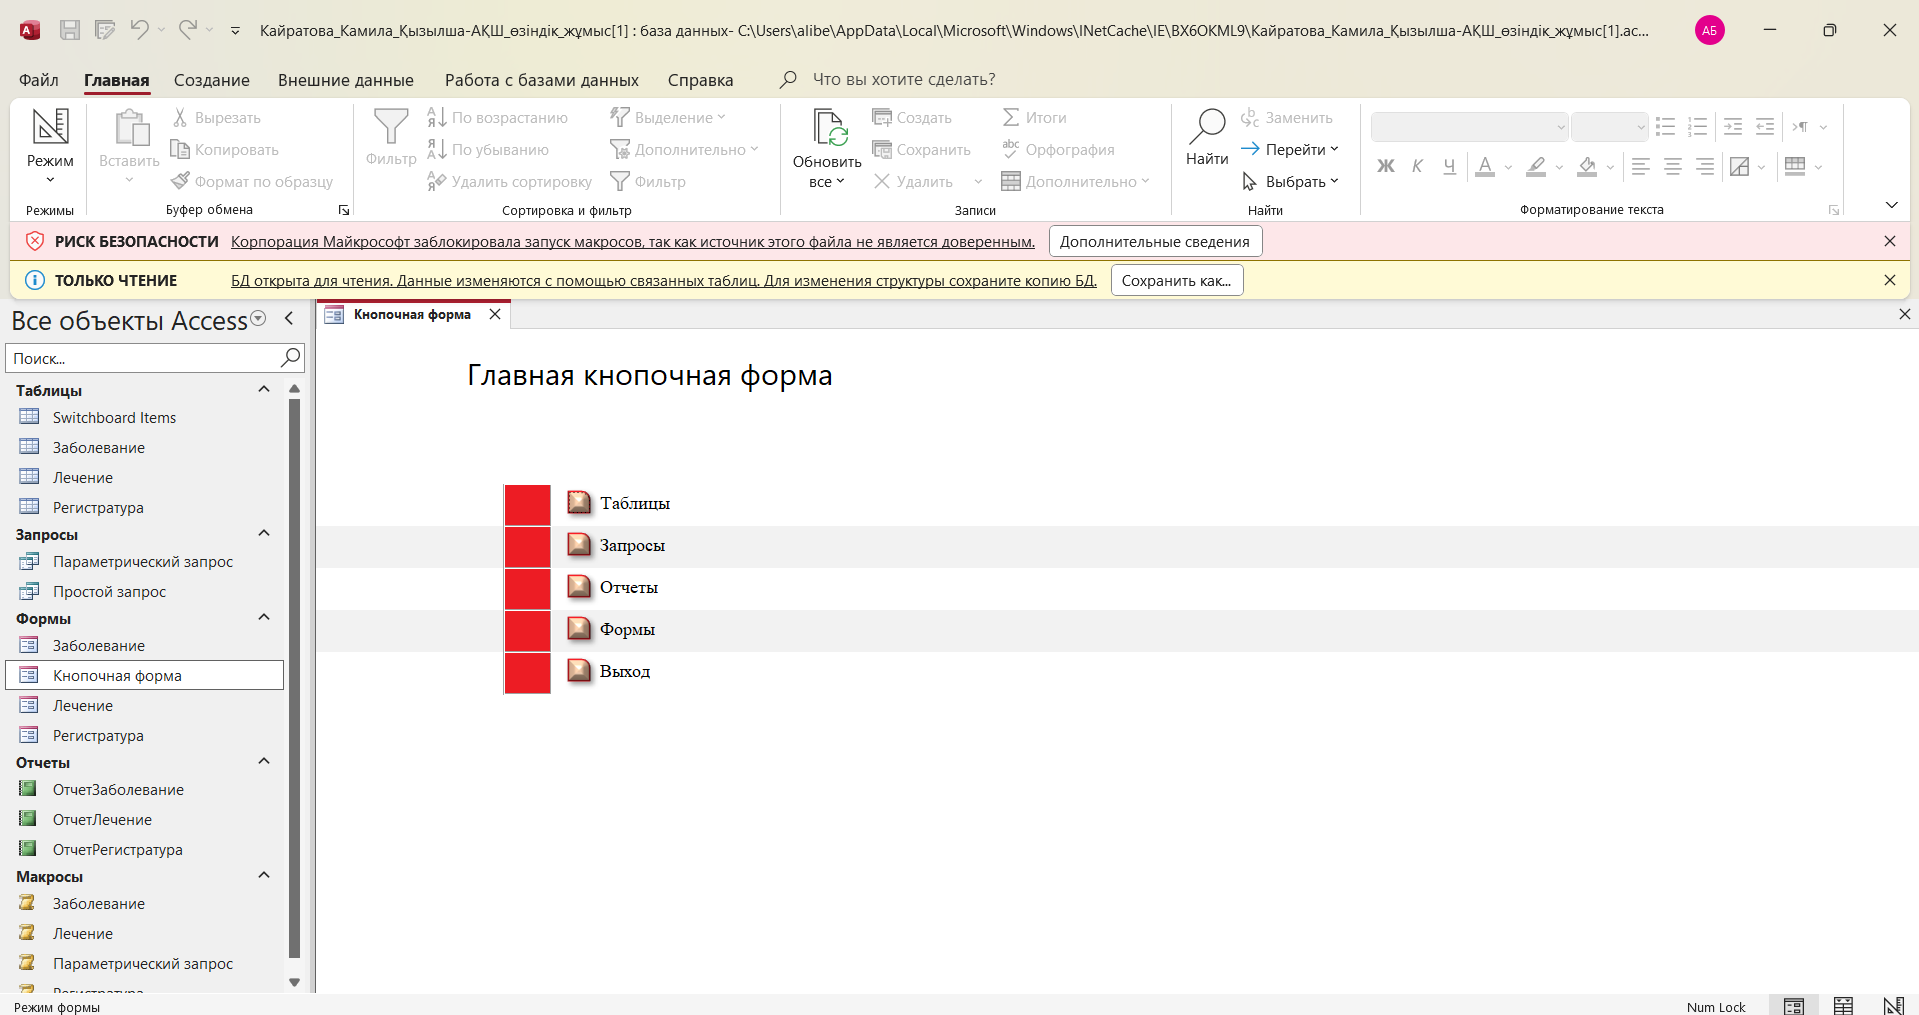 Кайратова_Камила_Қызылша-АҚШ_өзіндік_жұмыс[1] : база данных- C:\Users\alibe\AppData\Local\Microsoft\Windows\INetCache\IE\BX6OKML9\Кайратова_Камила_Қызылша-АҚШ_өзіндік_жұмыс[1].ac...
АБ
Файл Главная Создание Внешние данные Работа с базами данных Справка Что вы хотите сделать?
Режим
Режимы
Вставить
Вырезать
Копировать
Формат по образцу
Буфер обмена
Фильтр
По возрастанию
По убыванию
Удалить сортировку
Выделение
Дополнительно
Фильтр
Сортировка и фильтр
Обновить
все
Создать
Сохранить
Удалить
Итоги
Орфография
Дополнительно
Записи
Найти
Заменить
Перейти
Выбрать
Найти
Ж К Ч А
Форматирование текста
РИСК БЕЗОПАСНОСТИ Корпорация Майкрософт заблокировала запуск макросов, так как источник этого файла не является доверенным. Дополнительные сведения
ТОЛЬКО ЧТЕНИЕ БД открыта для чтения. Данные изменяются с помощью связанных таблиц. Для изменения структуры сохраните копию БД. Сохранить как...
Все объекты Access
Поиск...
Таблицы
Switchboard Items
Заболевание
Лечение
Регистратура
Запросы
Параметрический запрос
Простой запрос
Формы
Заболевание
Кнопочная форма
Лечение
Регистратура
Отчеты
ОтчетЗаболевание
ОтчетЛечение
ОтчетРегистратура
Макросы
Заболевание
Лечение
Параметрический запрос
Регистратура
Кнопочная форма
Главная кнопочная форма
Таблицы
Запросы
Отчеты
Формы
Выход
Режим формы
Num Lock